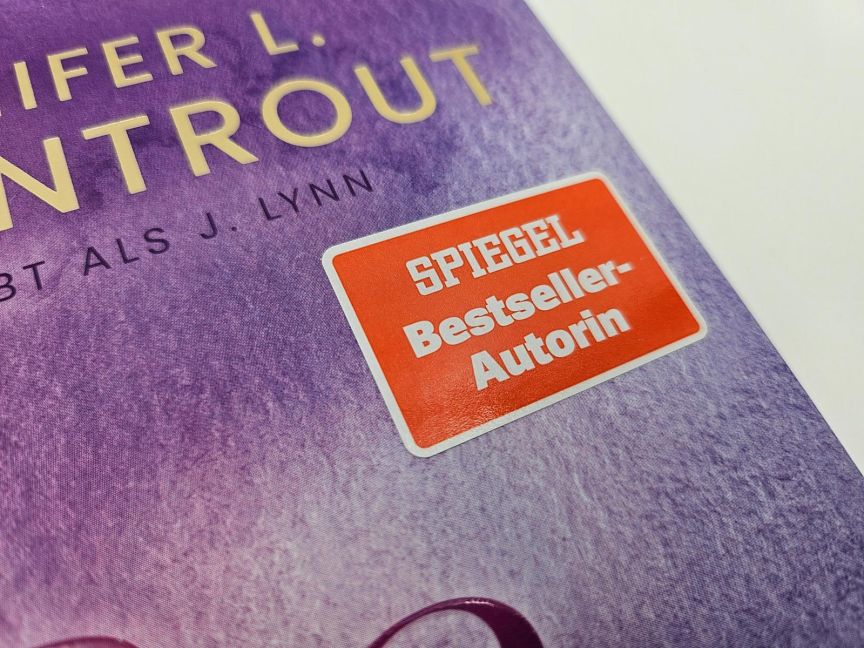 IFER L.
NTROUT
BT ALS J. LYNN
SPIEGEL
Bestseller-
Autorin